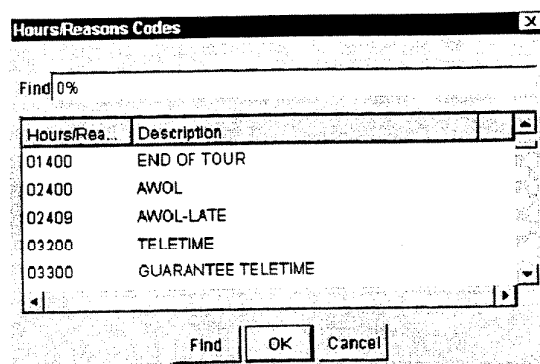 Hours/Reasons Codes X
Find 0%
Hours/Rea... Description
01400 END OF TOUR
02400 AWOL
02409 AWOL-LATE
03200 TELETIME
03300 GUARANTEE TELETIME
Find OK Cancel